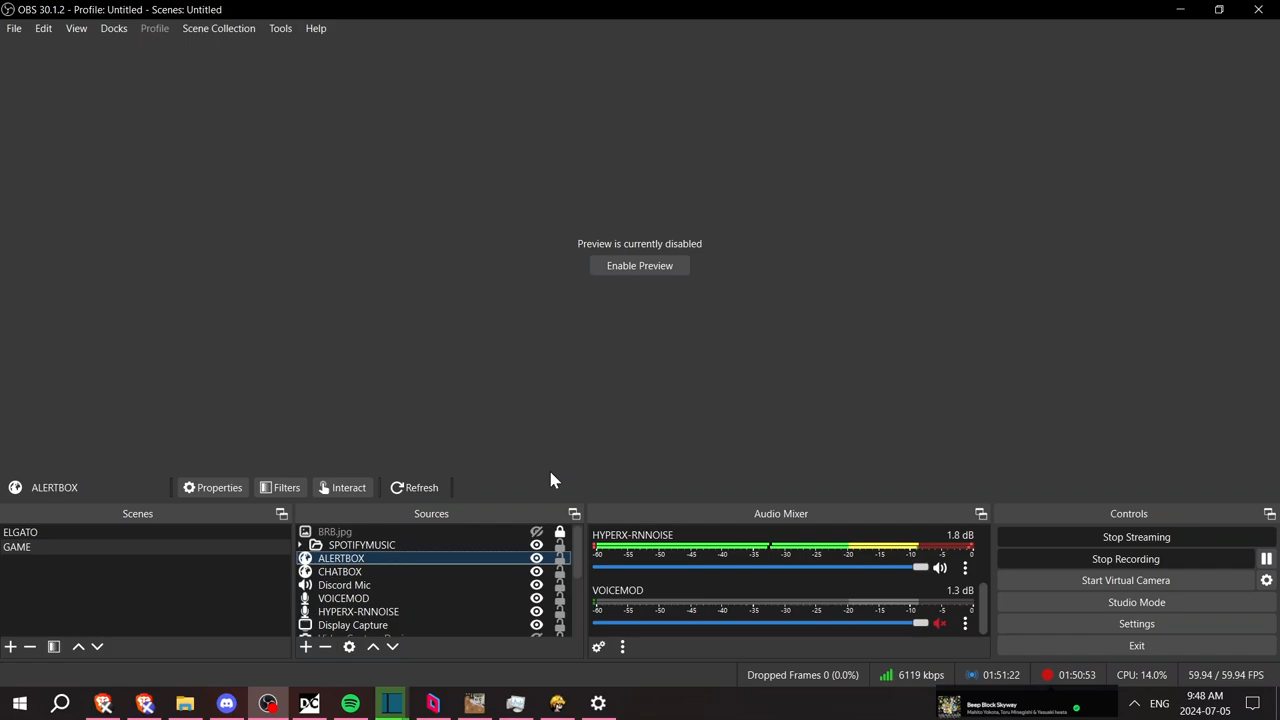 OBS 30.1.2 - Profile: Untitled - Scenes: Untitled
File Edit View Docks Profile Scene Collection Tools Help
Preview is currently disabled
Enable Preview
ALERTBOX Properties Filters Interact Refresh
Scenes
ELGATO
GAME
Sources
BRB.jpg
SPOTIFYMUSIC
ALERTBOX
CHATBOX
Discord Mic
VOICEMOD
HYPERX-RNNOISE
Display Capture
Audio Mixer
HYPERX-RNNOISE 1.8 dB
-60 -55 -50 -45 -40 -35 -30 -25 -20 -15 -10 -5 0
VOICEMOD 1.3 dB
-60 -55 -50 -45 -40 -35 -30 -25 -20 -15 -10 -5 0
Controls
Stop Streaming
Stop Recording
Start Virtual Camera
Studio Mode
Settings
Exit
Dropped Frames 0 (0.0%) 6119 kbps 01:51:22 01:50:53 CPU: 14.0% 59.94 / 59.94 FPS
Beep Block Skyway
Mahito Yokota, Toru Minegishi & Yasuaki Iwata
ENG
9:48 AM
2024-07-05